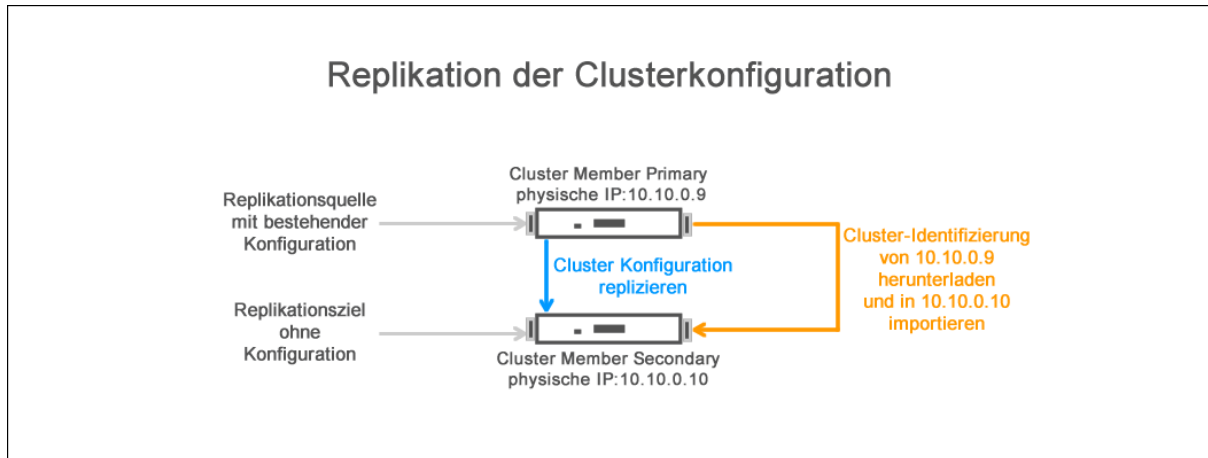 Replikation der Clusterkonfiguration
Cluster Member Primary
physische IP:10.10.0.9
Replikationsquelle
mit bestehender
Konfiguration
Cluster Konfiguration
replizieren
Cluster-Identifizierung
von 10.10.0.9
herunterladen
und in 10.10.0.10
importieren
Replikationsziel
ohne
Konfiguration
Cluster Member Secondary
physische IP:10.10.0.10